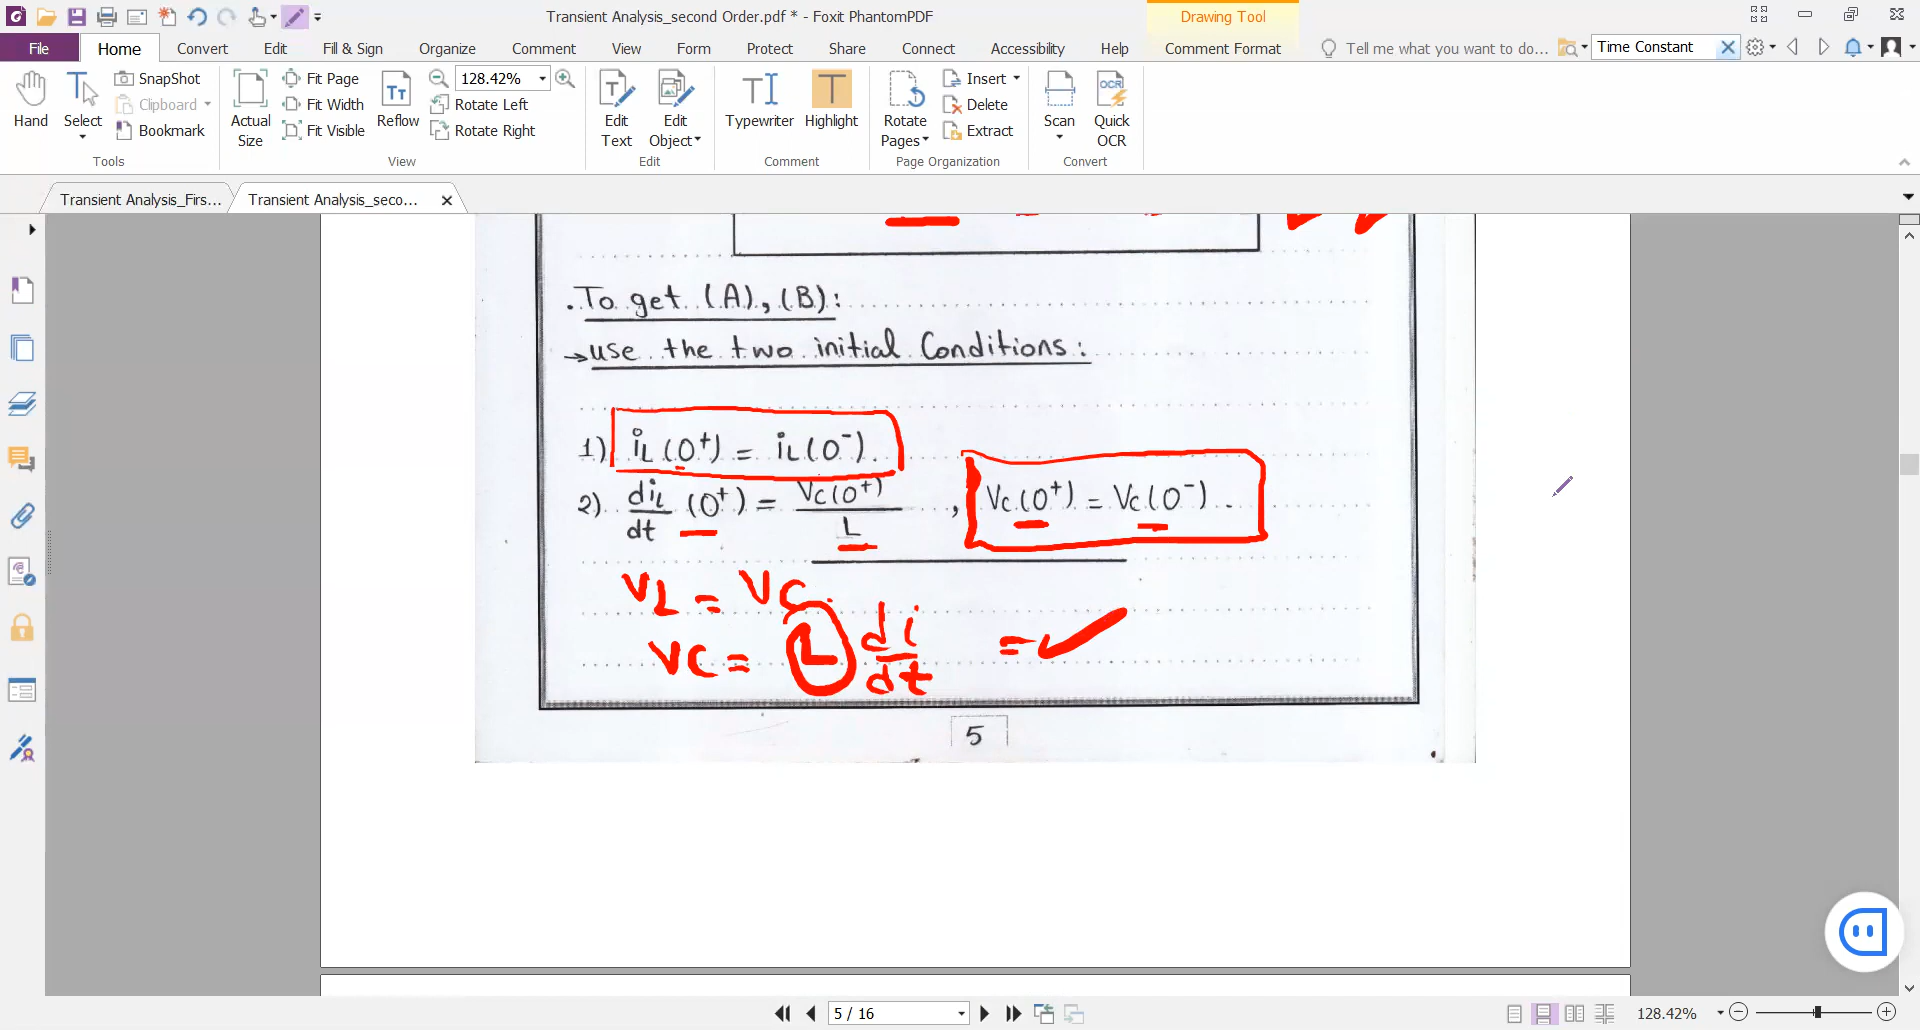 Transient Analysis_second Order.pdf * - Foxit PhantomPDF
Drawing Tool
File Home Convert Edit Fill & Sign Organize Comment View Form Protect Share Connect Accessibility Help Comment Format
Tell me what you want to do...
Time Constant
Hand
Select
SnapShot
Clipboard
Bookmark
Tools
Actual Size
Fit Page
Fit Width
Fit Visible
Reflow
128.42%
Rotate Left
Rotate Right
View
Edit Text
Edit Object
Edit
Typewriter
Highlight
Comment
Rotate Pages
Insert
Delete
Extract
Page Organization
Scan
Quick OCR
Convert
Transient Analysis_Firs...
Transient Analysis_seco...
. To get (A), (B):
→ use the two initial Conditions:
1) iL(0⁺) = iL(0⁻).
2) diL/dt (0⁺) = Vc(0⁺)/L , Vc(0⁺) = Vc(0⁻).
VL = VC
VC = L di/dt =
5
5 / 16
128.42%